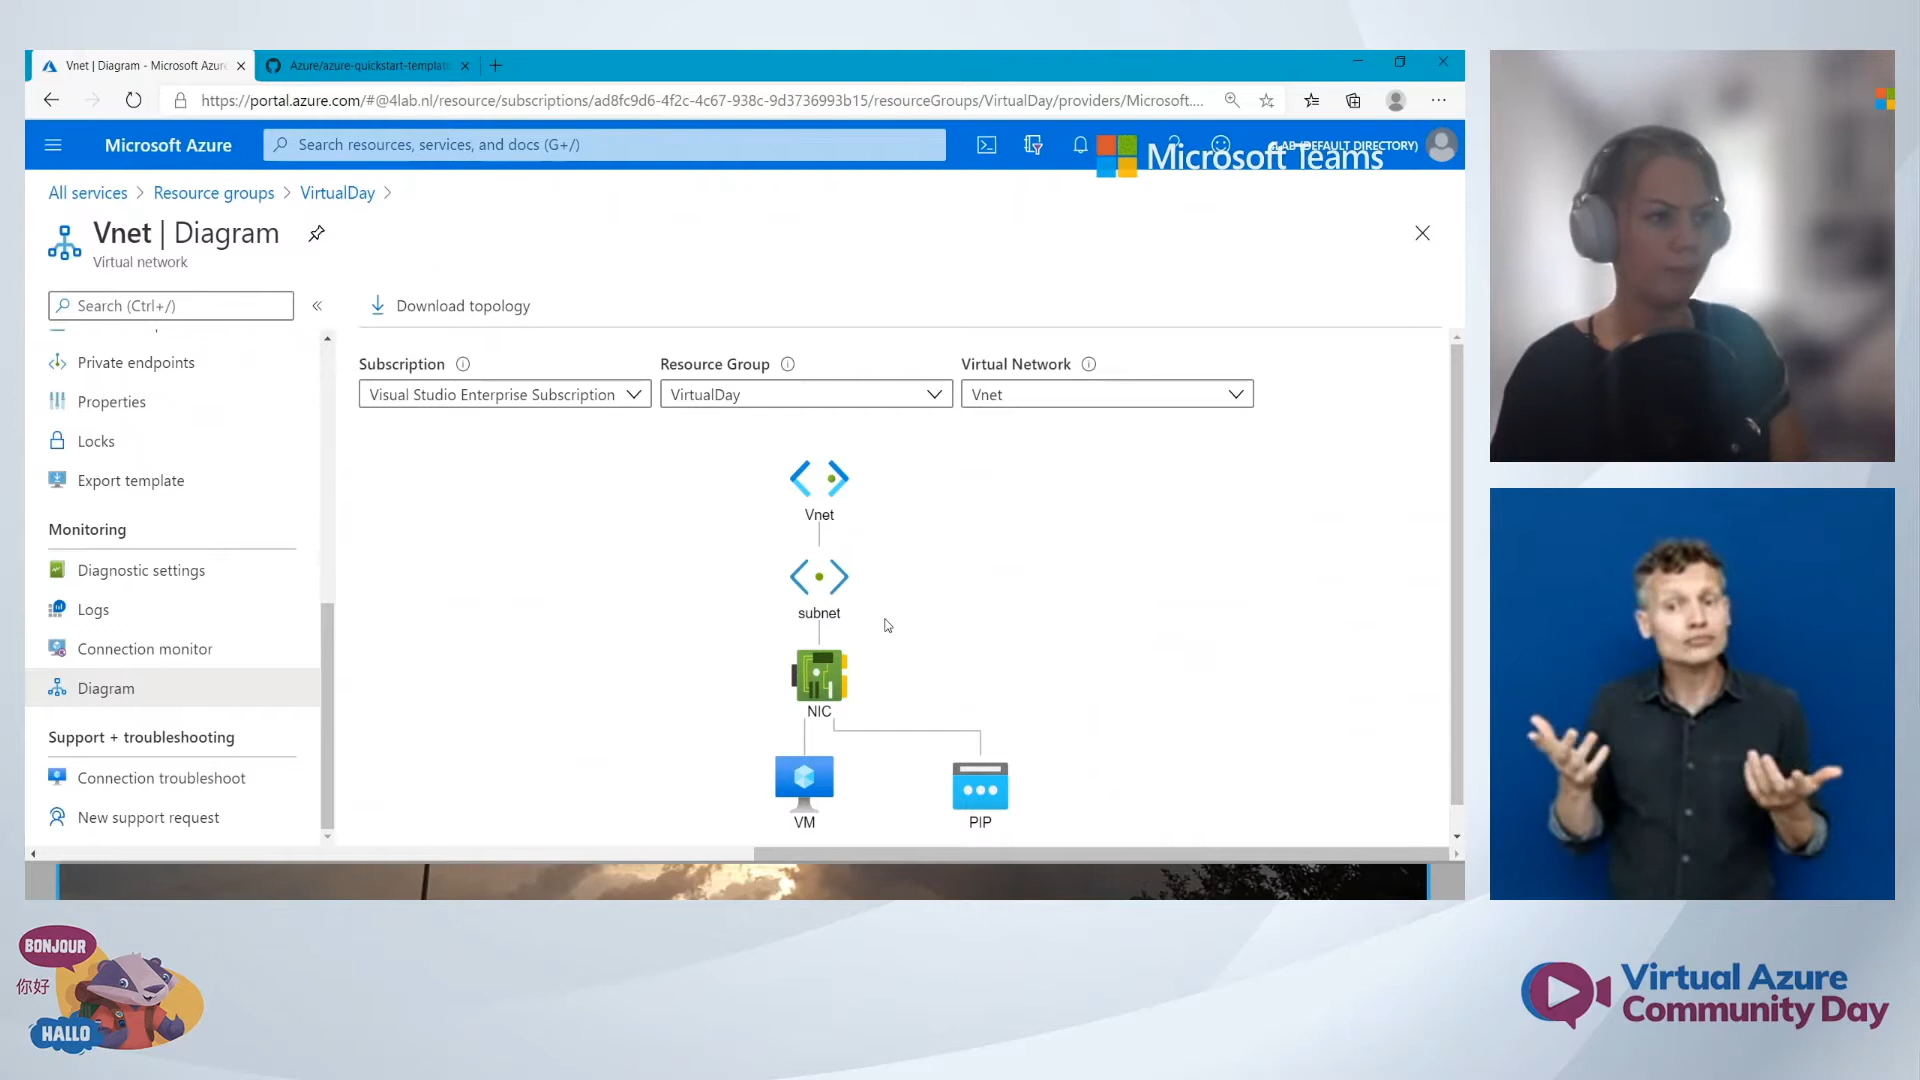 Vnet | Diagram - Microsoft Azure
Azure/azure-quickstart-templat
https://portal.azure.com/#@4lab.nl/resource/subscriptions/ad8fc9d6-4f2c-4c67-938c-9d3736993b15/resourceGroups/VirtualDay/providers/Microsoft....
Microsoft Azure
Search resources, services, and docs (G+/)
Microsoft Teams
(DEFAULT DIRECTORY)
All services > Resource groups > VirtualDay >
Vnet | Diagram
Virtual network
Search (Ctrl+/)
Download topology
Private endpoints
Properties
Locks
Export template
Monitoring
Diagnostic settings
Logs
Connection monitor
Diagram
Support + troubleshooting
Connection troubleshoot
New support request
Subscription
Resource Group
Virtual Network
Visual Studio Enterprise Subscription
VirtualDay
Vnet
Vnet
subnet
NIC
VM
PIP
BONJOUR
你好
HALLO
Virtual Azure
Community Day